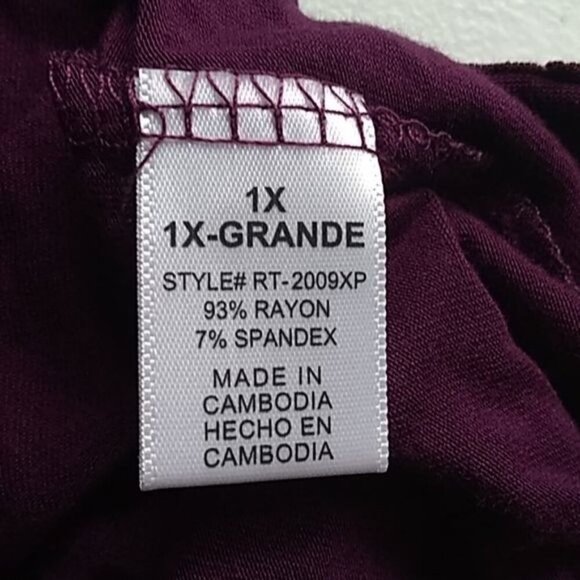 1X
1X-GRANDE
STYLE# RT-2009XP
93% RAYON
7% SPANDEX
MADE IN
CAMBODIA
HECHO EN
CAMBODIA